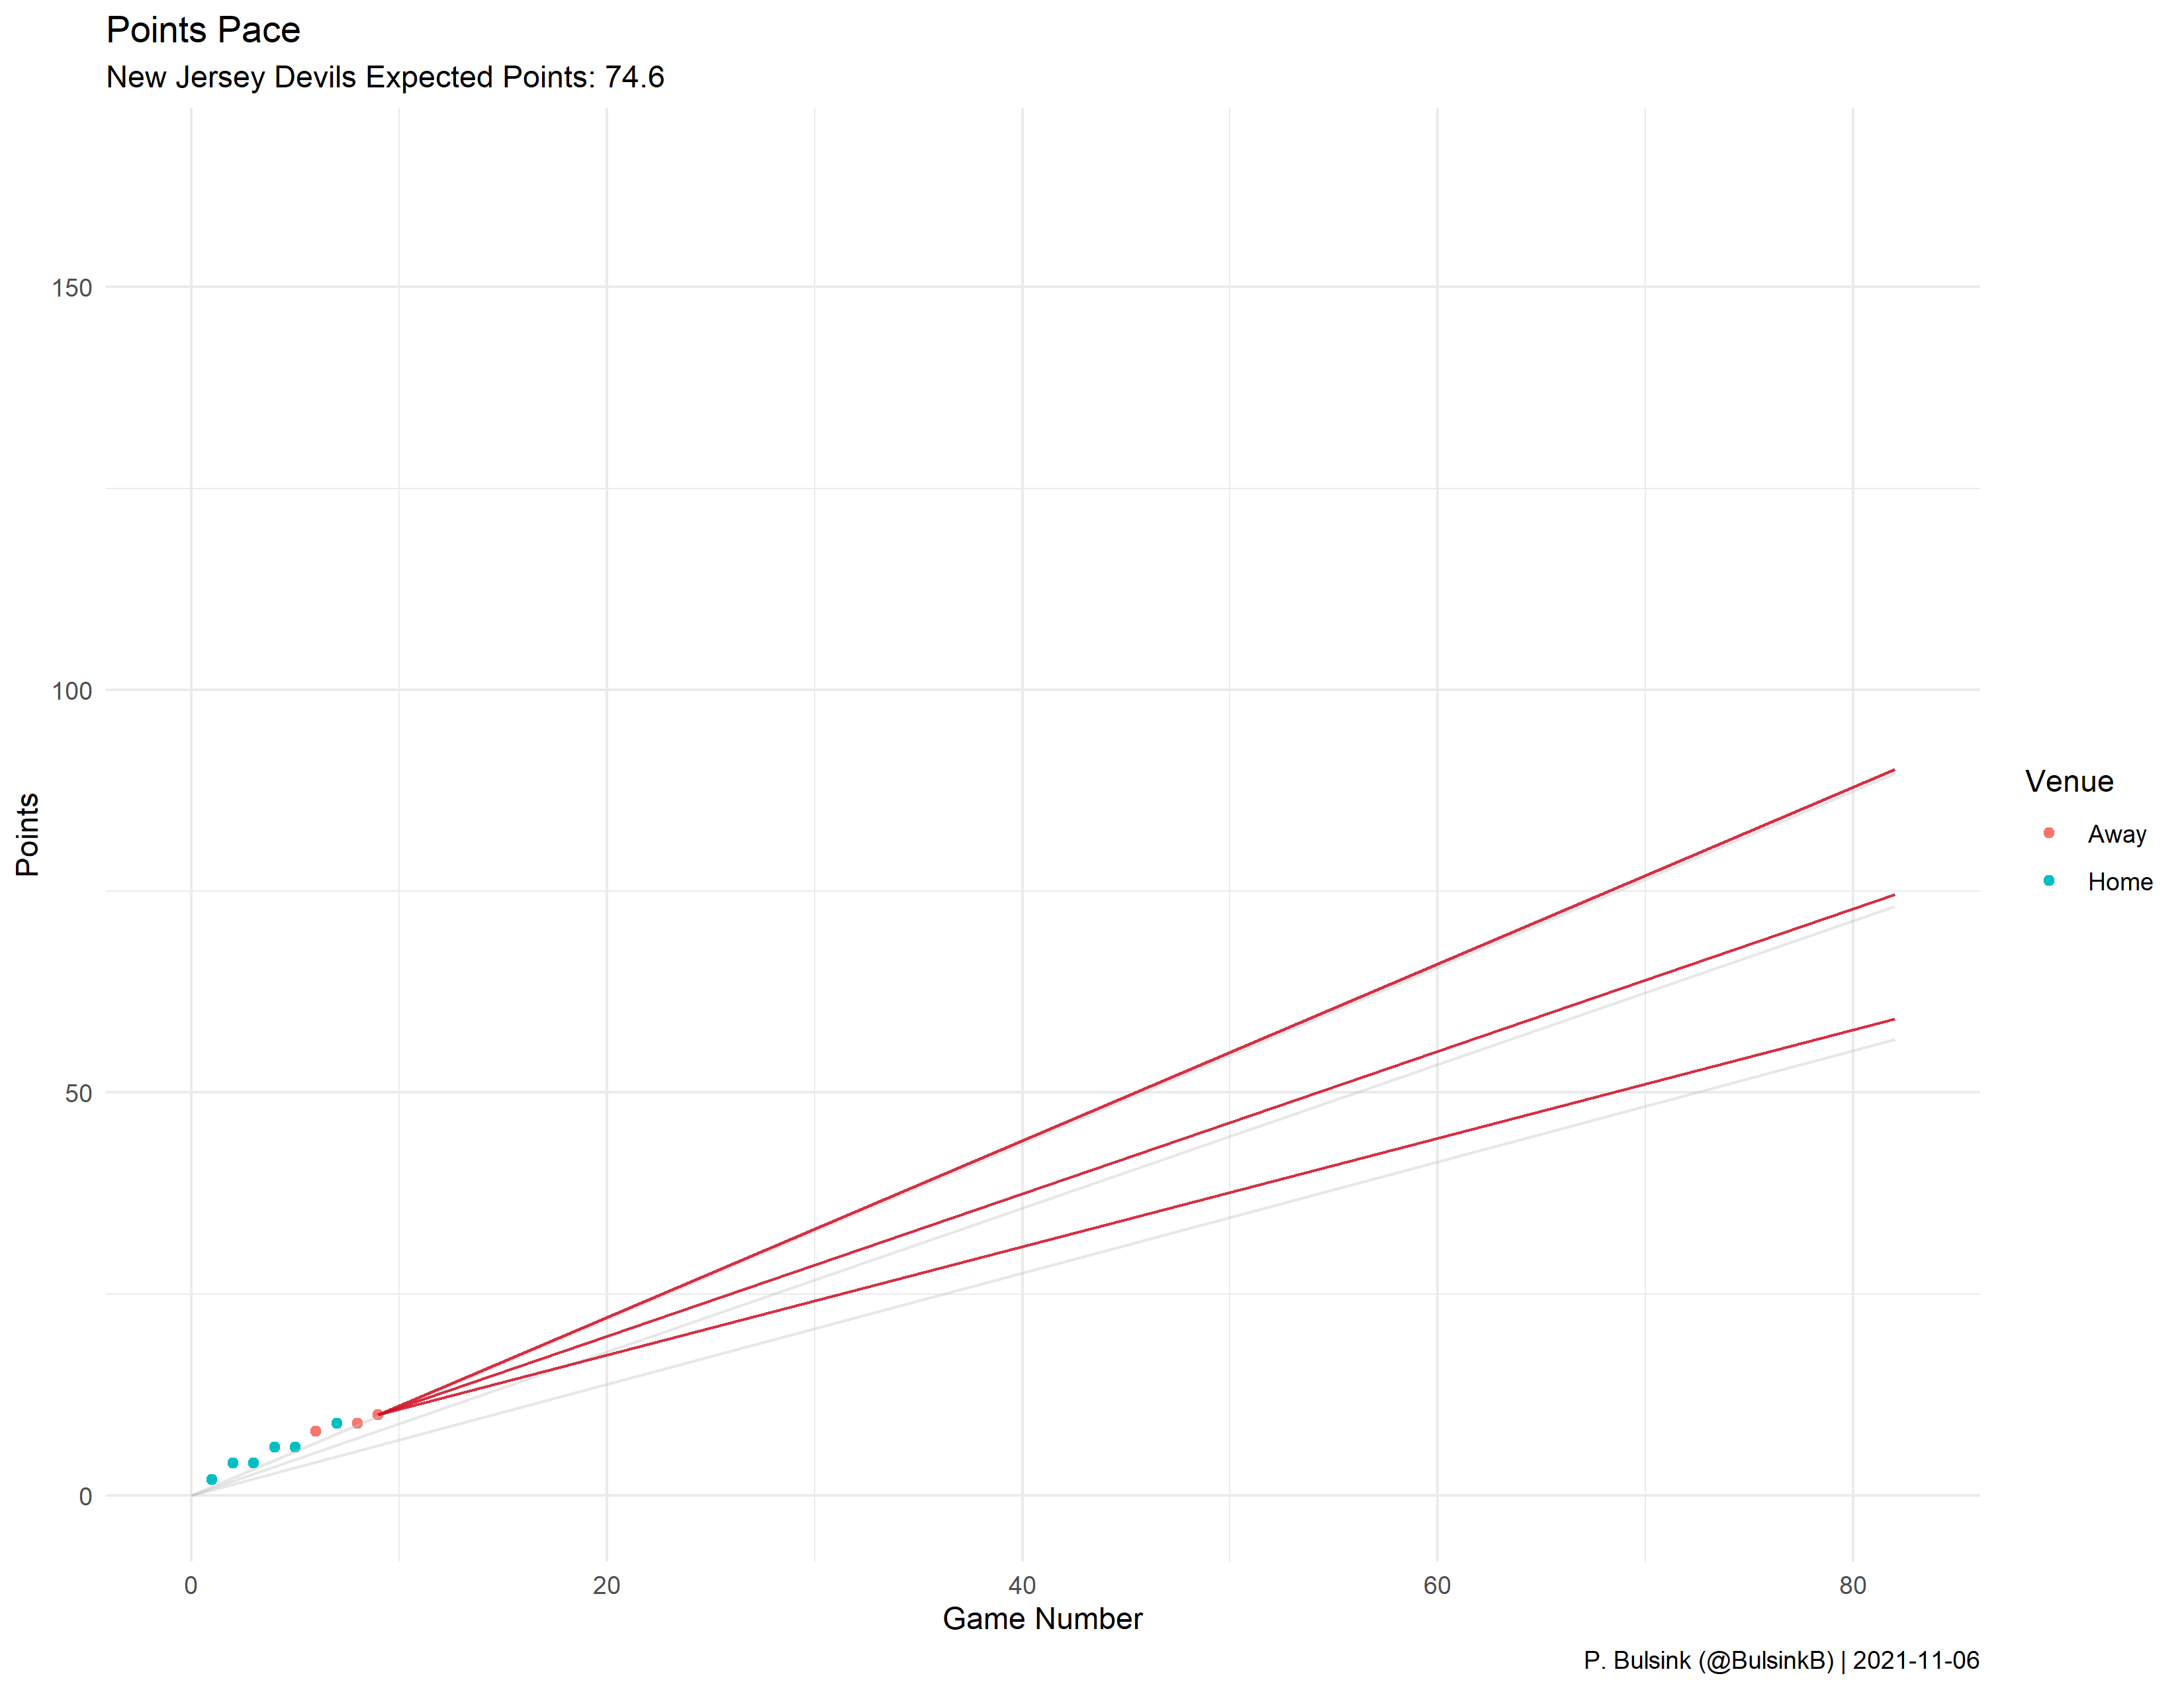 Points Pace
New Jersey Devils Expected Points: 74.6
150
100
50
0
Points
0 20 40 60 80
Game Number
Venue
Away
Home
P. Bulsink (@BulsinkB) | 2021-11-06